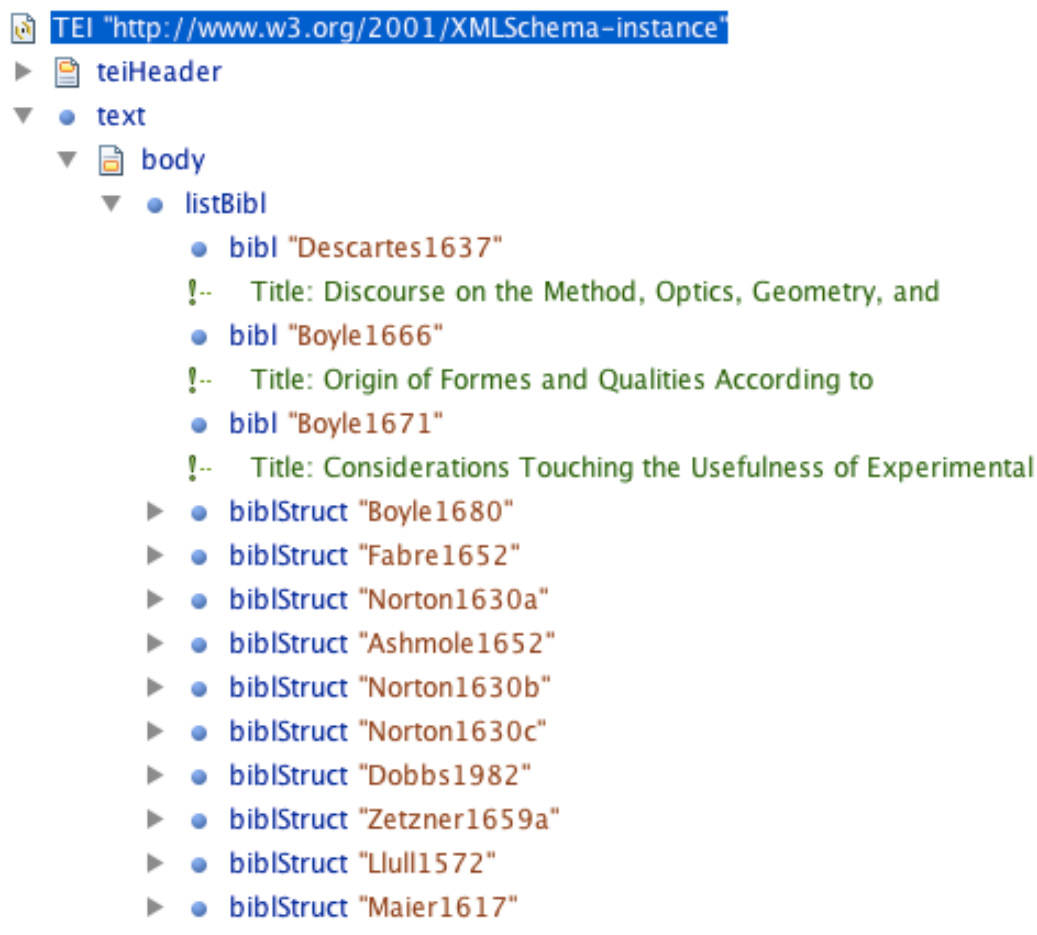 TEI "http://www.w3.org/2001/XMLSchema-instance"
teiHeader
text
body
listBibl
bibl "Descartes1637"
!-- Title: Discourse on the Method, Optics, Geometry, and
bibl "Boyle1666"
!-- Title: Origin of Formes and Qualities According to
bibl "Boyle1671"
!-- Title: Considerations Touching the Usefulness of Experimental
biblStruct "Boyle1680"
biblStruct "Fabre1652"
biblStruct "Norton1630a"
biblStruct "Ashmole1652"
biblStruct "Norton1630b"
biblStruct "Norton1630c"
biblStruct "Dobbs1982"
biblStruct "Zetzner1659a"
biblStruct "Llull1572"
biblStruct "Maier1617"